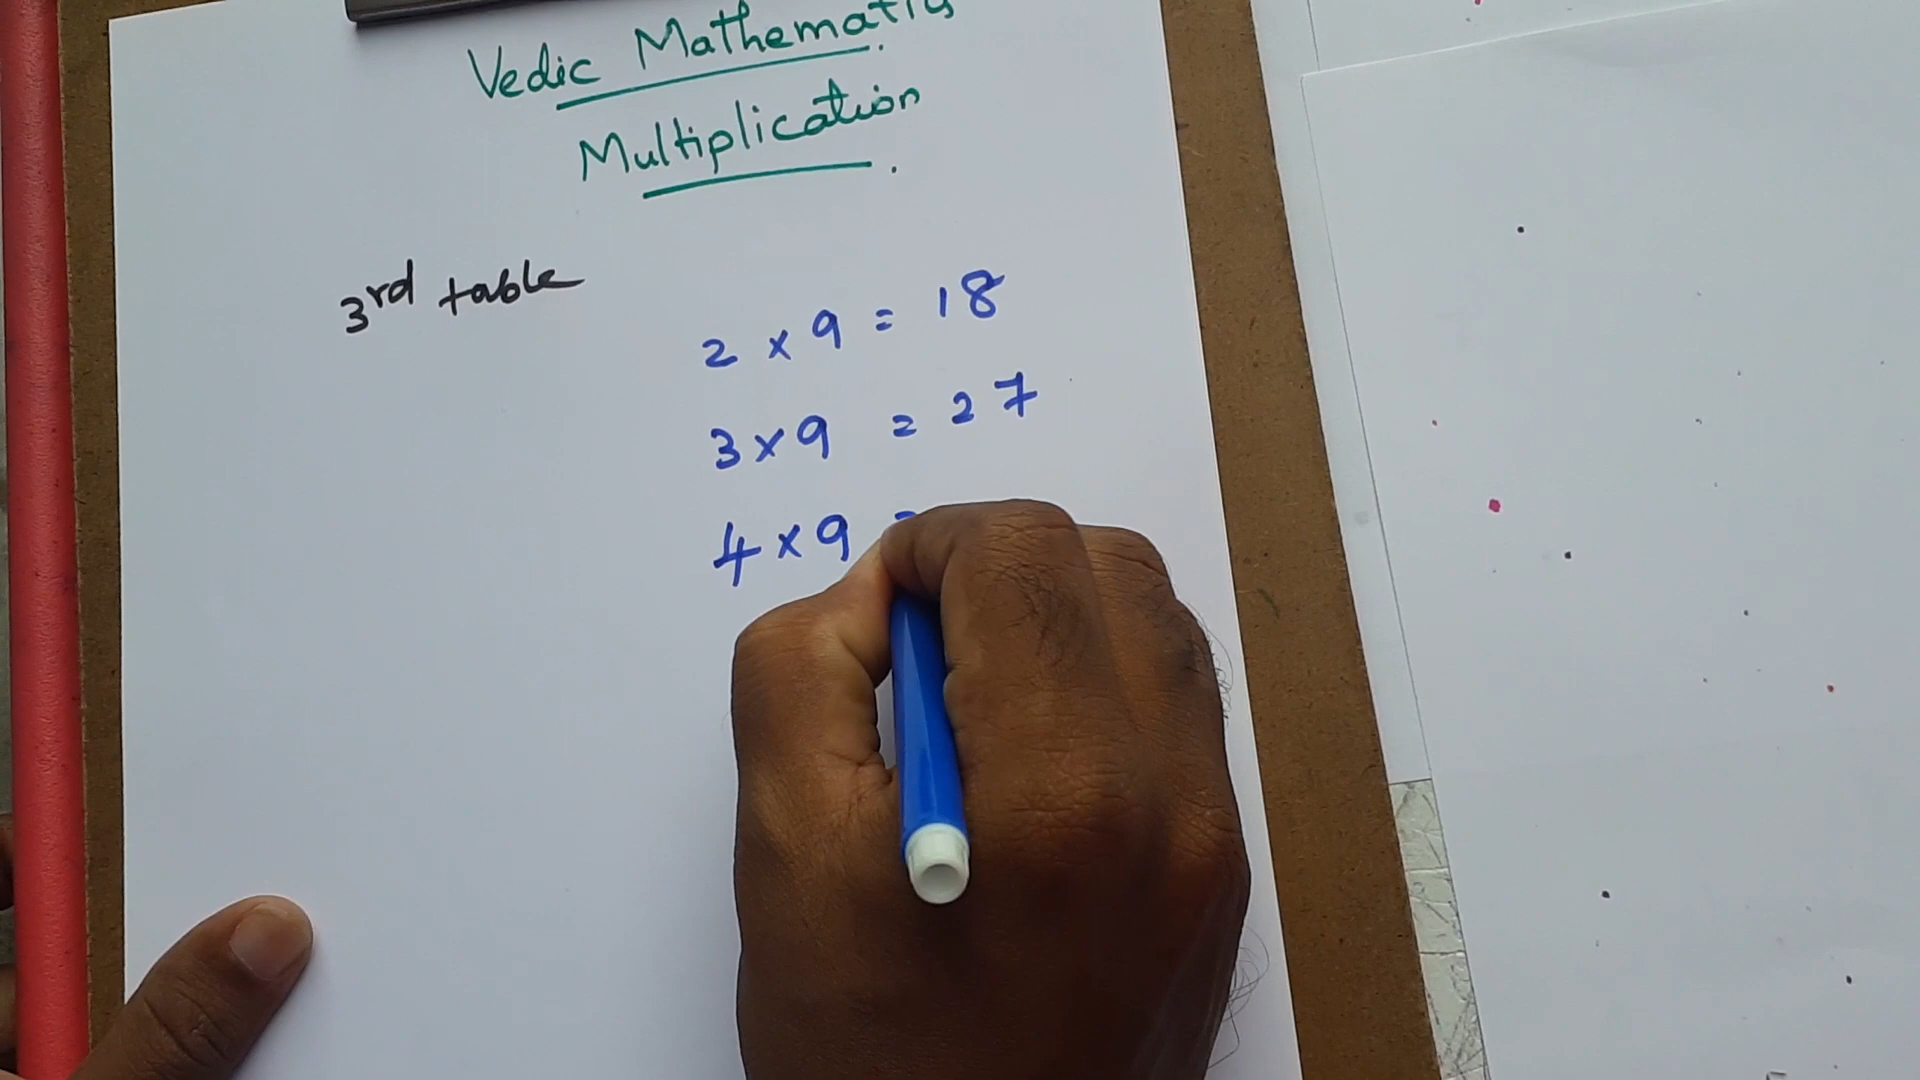 Vedic Mathematics.
Multiplication.
3rd table
2 x 9 = 18
3 x 9 = 27
4 x 9 =